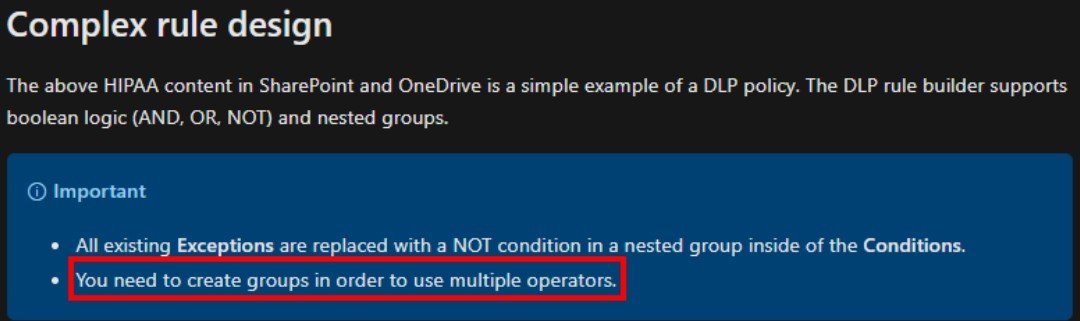 Complex rule design
The above HIPAA content in SharePoint and OneDrive is a simple example of a DLP policy. The DLP rule builder supports
boolean logic (AND, OR, NOT) and nested groups.
Important
• All existing Exceptions are replaced with a NOT condition in a nested group inside of the Conditions.
• You need to create groups in order to use multiple operators.